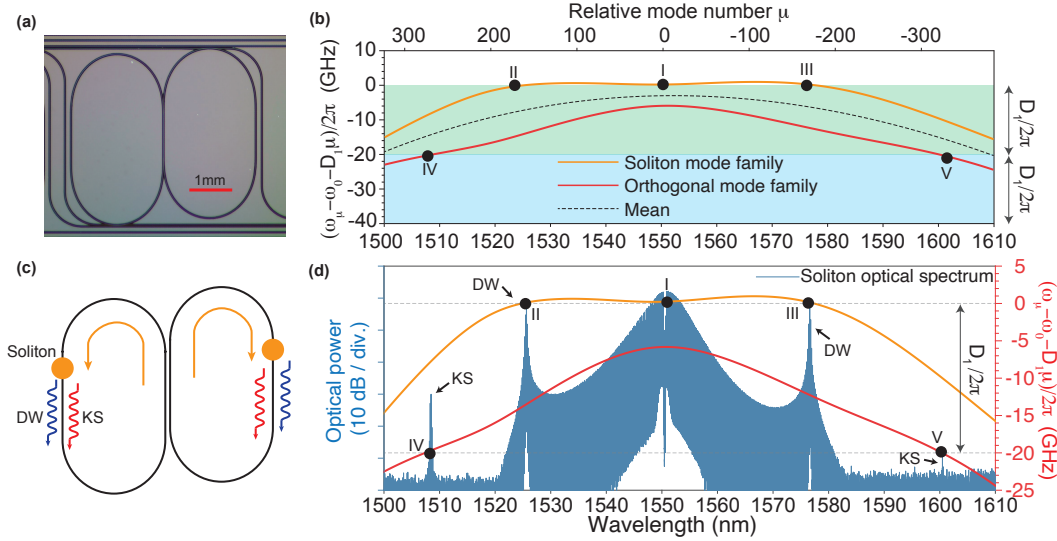 (a)
1mm
(b)
Relative mode number μ
300 200 100 0 -100 -200 -300
(ω_μ−ω_0−D_1μ)/2π (GHz)
10
0
-10
-20
-30
-40
I
II
III
IV
V
Soliton mode family
Orthogonal mode family
Mean
D_1/2π
D_1/2π
1500 1510 1520 1530 1540 1550 1560 1570 1580 1590 1600 1610
(c)
Soliton
DW
KS
(d)
Optical power
(10 dB / div.)
Soliton optical spectrum
DW
I
II
III
DW
KS
IV
V
KS
D_1/2π
5
0
-5
-10
-15
-20
-25
(ω_μ−ω_0−D_1μ)/2π
(GHz)
1500 1510 1520 1530 1540 1550 1560 1570 1580 1590 1600 1610
Wavelength (nm)